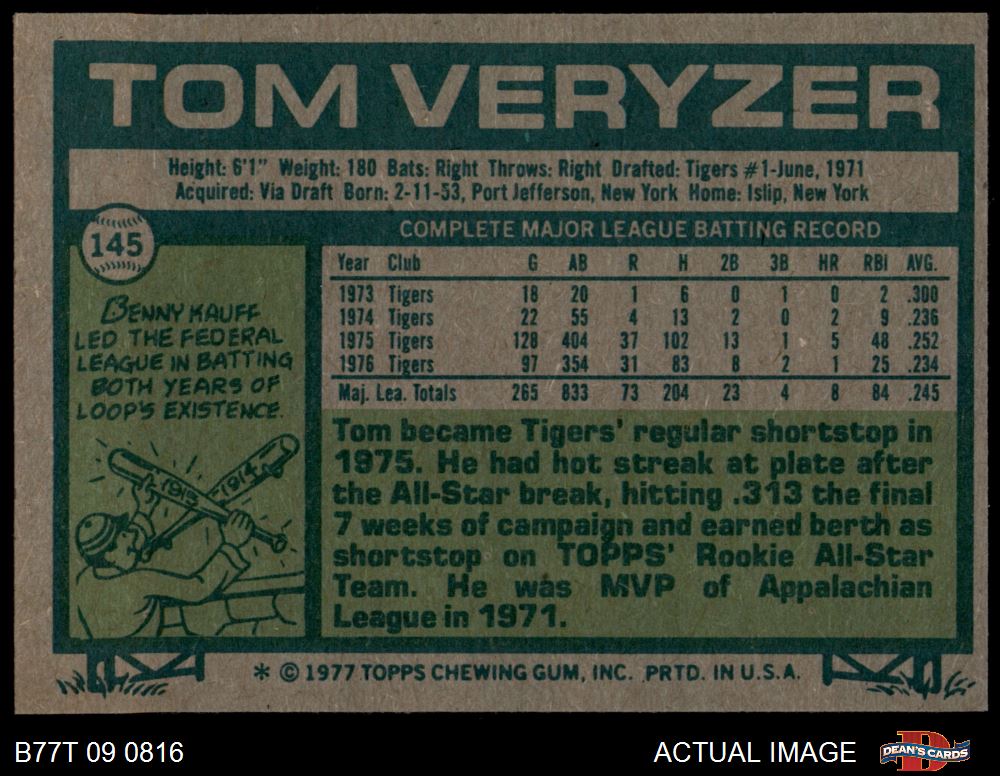 TOM VERYZER
Height: 6'1" Weight: 180 Bats: Right Throws: Right Drafted: Tigers #1-June, 1971
Acquired: Via Draft Born: 2-11-53, Port Jefferson, New York Home: Islip, New York
145
BENNY KAUFF
LED THE FEDERAL
LEAGUE IN BATTING
BOTH YEARS OF
LOOP'S EXISTENCE.
1915
1914
COMPLETE MAJOR LEAGUE BATTING RECORD
Year Club G AB R H 2B 3B HR RBI AVG.
1973 Tigers 18 20 1 6 0 1 0 2 .300
1974 Tigers 22 55 4 13 2 0 2 9 .236
1975 Tigers 128 404 37 102 13 1 5 48 .252
1976 Tigers 97 354 31 83 8 2 1 25 .234
Maj. Lea. Totals 265 833 73 204 23 4 8 84 .245
Tom became Tigers' regular shortstop in
1975. He had hot streak at plate after
the All-Star break, hitting .313 the final
7 weeks of campaign and earned berth as
shortstop on TOPPS' Rookie All-Star
Team. He was MVP of Appalachian
League in 1971.
* © 1977 TOPPS CHEWING GUM, INC. PRTD. IN U.S.A.
B77T 09 0816
ACTUAL IMAGE
DEAN'S CARDS